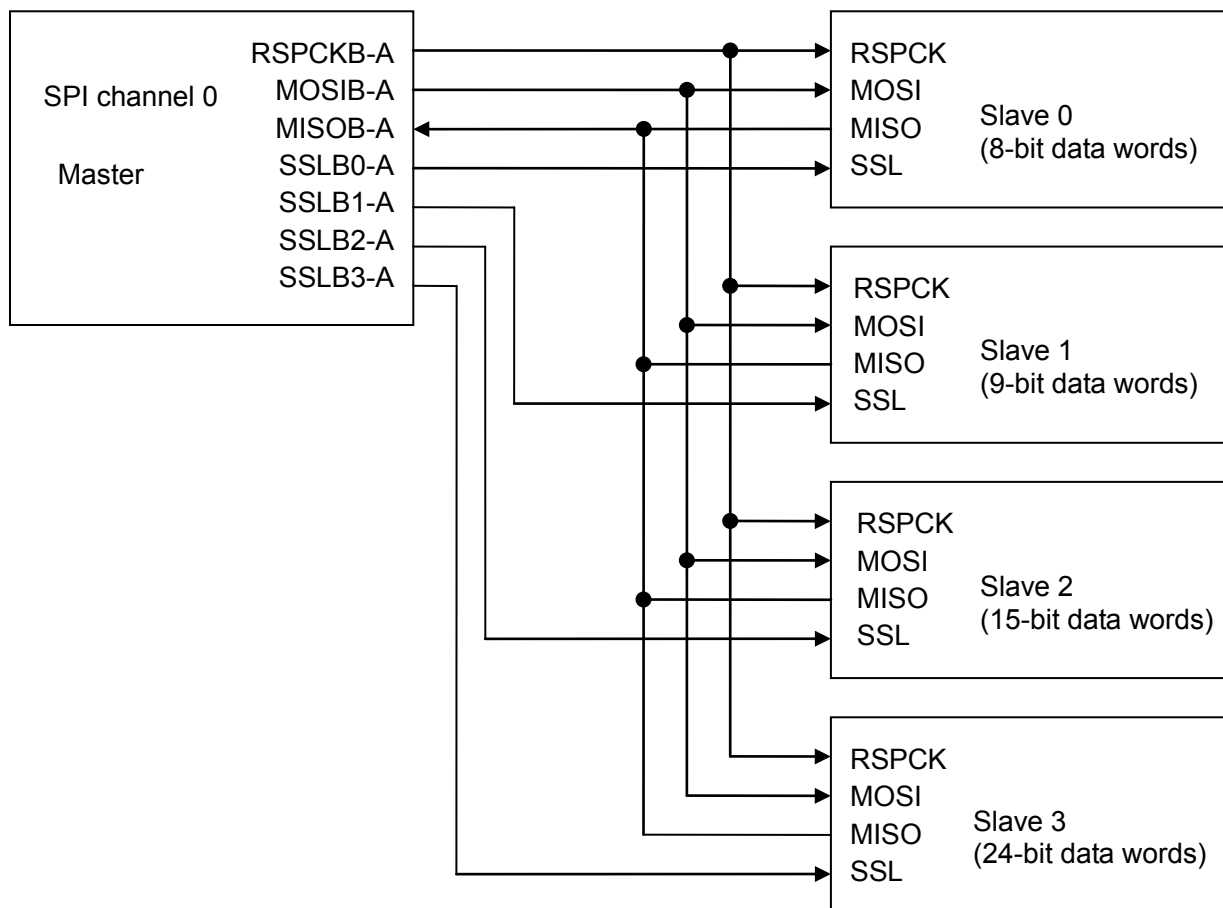 SPI channel 0
Master
RSPCKB-A
MOSIB-A
MISOB-A
SSLB0-A
SSLB1-A
SSLB2-A
SSLB3-A
RSPCK
MOSI
MISO
SSL
Slave 0
(8-bit data words)
RSPCK
MOSI
MISO
SSL
Slave 1
(9-bit data words)
RSPCK
MOSI
MISO
SSL
Slave 2
(15-bit data words)
RSPCK
MOSI
MISO
SSL
Slave 3
(24-bit data words)